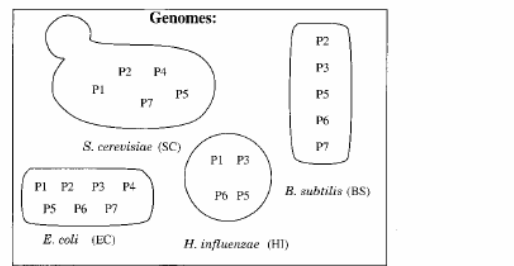 Genomes:
P2 P4
P1
P7 P5
S. cerevisiae (SC)
P2
P3
P5
P6
P7
B. subtilis (BS)
P1 P2 P3 P4
P5 P6 P7
E. coli (EC)
P1 P3
P6 P5
H. influenzae (HI)